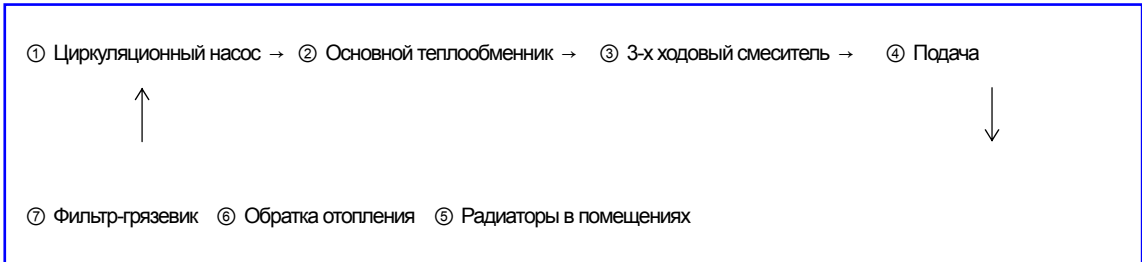 ① Циркуляционный насос → ② Основной теплообменник → ③ 3-х ходовый смеситель → ④ Подача
⑦ Фильтр-грязевик ⑥ Обратка отопления ⑤ Радиаторы в помещениях